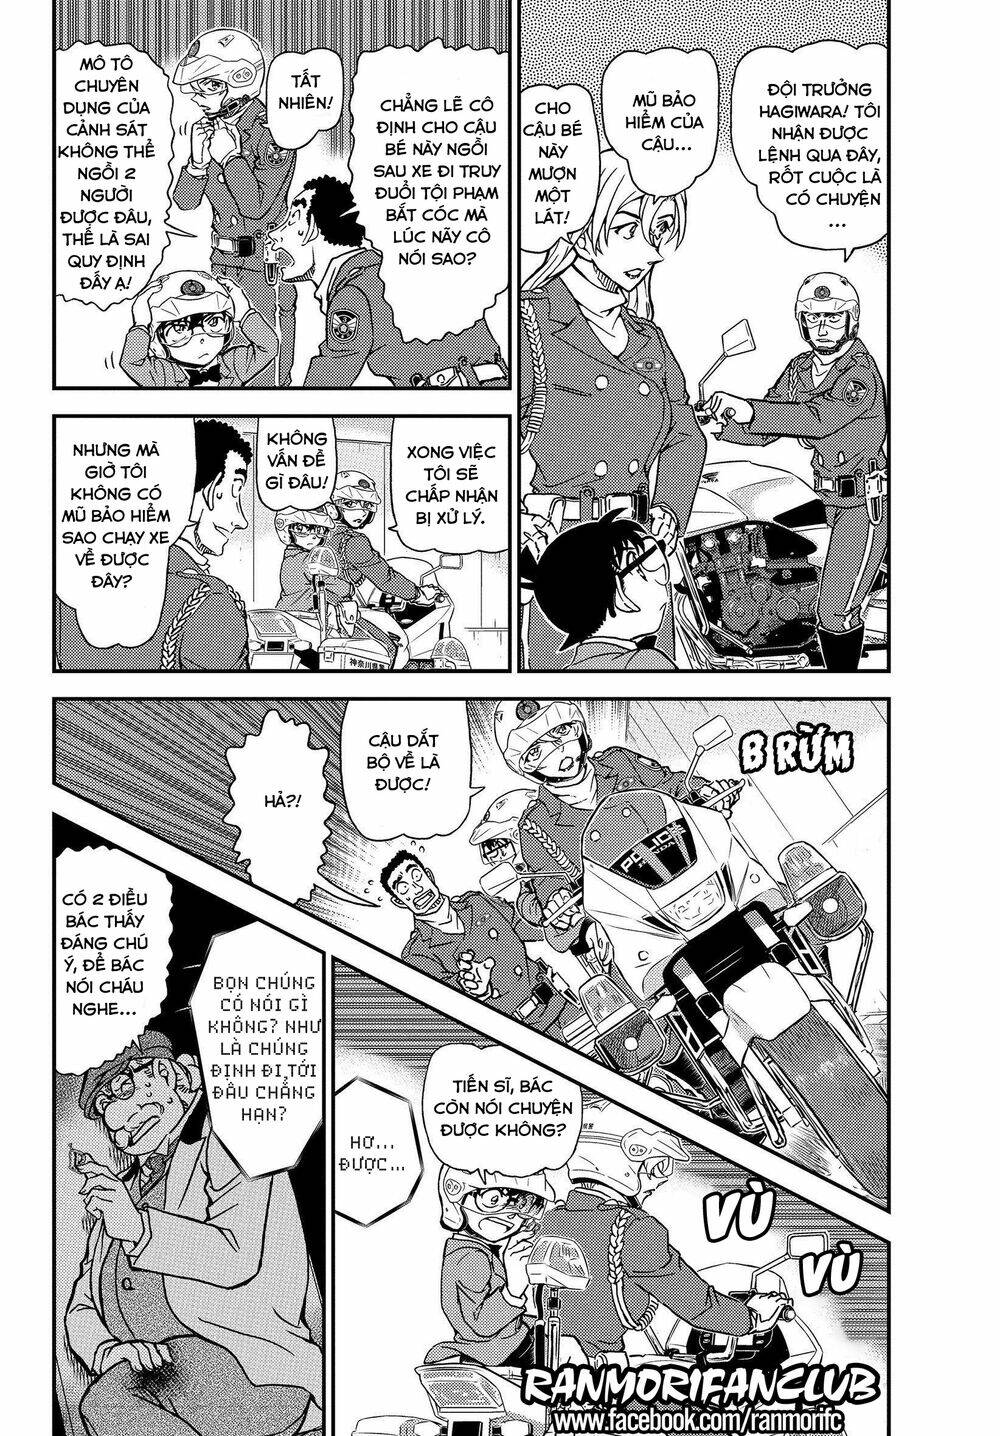 ĐỘI TRƯỞNG
HAGIWARA! TÔI
NHẬN ĐƯỢC
LỆNH QUA ĐÂY,
RỐT CUỘC LÀ
CÓ CHUYỆN
...
MŨ BẢO
HIỂM CỦA
CẬU...
CHO
CẬU BÉ
NÀY
MƯỢN
MỘT
LÁT!
CHẲNG LẼ CÔ
ĐỊNH CHO CẬU
BÉ NÀY NGỒI
SAU XE ĐI TRUY
ĐUỔI TỘI PHẠM
BẮT CÓC MÀ
LÚC NÃY CÔ
NÓI SAO?
TẤT
NHIÊN!
MÔ TÔ
CHUYÊN
DỤNG CỦA
CẢNH SÁT
KHÔNG THỂ
NGỒI 2
NGƯỜI
ĐƯỢC ĐÂU,
THẾ LÀ SAI
QUY ĐỊNH
ĐẤY Ạ!
XONG VIỆC
TÔI SẼ
CHẤP NHẬN
BỊ XỬ LÝ.
KHÔNG
VẤN ĐỀ
GÌ ĐÂU!
NHƯNG MÀ
GIỜ TÔI
KHÔNG CÓ
MŨ BẢO HIỂM
SAO CHẠY XE
VỀ ĐƯỢC
ĐÂY?
神奈川県警
B RỪM
CẬU DẮT
BỘ VỀ LÀ
ĐƯỢC!
HẢ?!
POLICE
TIẾN SĨ, BÁC
CÒN NÓI CHUYỆN
ĐƯỢC KHÔNG?
HƠ...
ĐƯỢC...
BỌN CHÚNG
CÓ NÓI GÌ
KHÔNG? NHƯ
LÀ CHÚNG
ĐỊNH ĐI TỚI
ĐÂU CHẲNG
HẠN?
CÓ 2 ĐIỀU
BÁC THẤY
ĐÁNG CHÚ
Ý, ĐỂ BÁC
NÓI CHÁU
NGHE...
VÙ
VÙ
RANMORIFANCLUB
www.facebook.com/ranmorifc